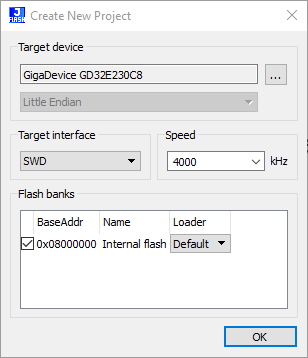 J
FLASH
Create New Project
Target device
GigaDevice GD32E230C8
...
Little Endian
Target interface
Speed
SWD
4000
kHz
Flash banks
BaseAddr Name Loader
0x08000000 Internal flash Default
OK